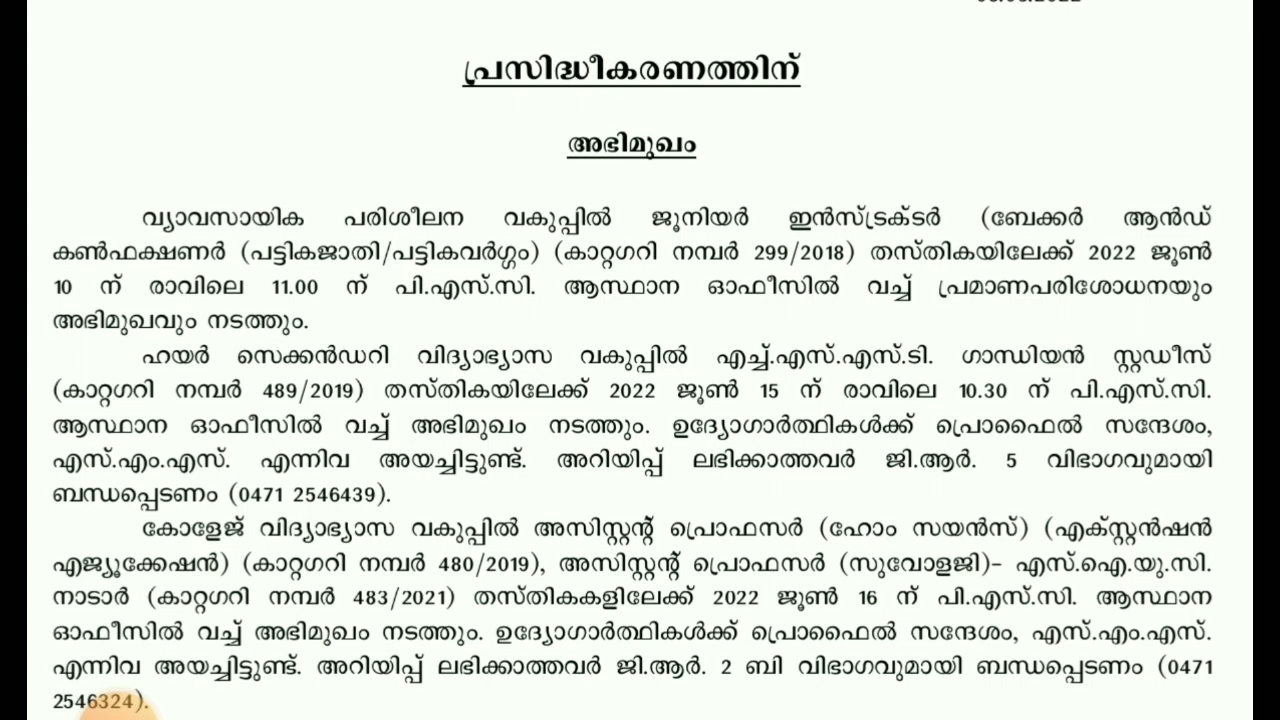 പ്രസിദ്ധീകരണത്തിന്
അഭിമുഖം
വ്യാവസായിക പരിശീലന വകുപ്പിൽ ജൂനിയർ ഇൻസ്ട്രക്ടർ (ബേക്കർ ആൻഡ്
കൺഫക്ഷണർ (പട്ടികജാതി/പട്ടികവർഗ്ഗം) (കാറ്റഗറി നമ്പർ 299/2018) തസ്തികയിലേക്ക് 2022 ജൂൺ
10 ന് രാവിലെ 11.00 ന് പി.എസ്.സി. ആസ്ഥാന ഓഫീസിൽ വച്ച് പ്രമാണപരിശോധനയും
അഭിമുഖവും നടത്തും.
ഹയർ സെക്കൻഡറി വിദ്യാഭ്യാസ വകുപ്പിൽ എച്ച്.എസ്.എസ്.ടി. ഗാന്ധിയൻ സ്റ്റഡീസ്
(കാറ്റഗറി നമ്പർ 489/2019) തസ്തികയിലേക്ക് 2022 ജൂൺ 15 ന് രാവിലെ 10.30 ന് പി.എസ്.സി.
ആസ്ഥാന ഓഫീസിൽ വച്ച് അഭിമുഖം നടത്തും. ഉദ്യോഗാർത്ഥികൾക്ക് പ്രൊഫൈൽ സന്ദേശം,
എസ്.എം.എസ്. എന്നിവ അയച്ചിട്ടുണ്ട്. അറിയിപ്പ് ലഭിക്കാത്തവർ ജി.ആർ. 5 വിഭാഗവുമായി
ബന്ധപ്പെടണം (0471 2546439).
കോളേജ് വിദ്യാഭ്യാസ വകുപ്പിൽ അസിസ്റ്റന്റ് പ്രൊഫസർ (ഹോം സയൻസ്) (എക്സ്റ്റൻഷൻ
എജ്യൂക്കേഷൻ) (കാറ്റഗറി നമ്പർ 480/2019), അസിസ്റ്റന്റ് പ്രൊഫസർ (സുവോളജി)- എസ്.ഐ.യു.സി.
നാടാർ (കാറ്റഗറി നമ്പർ 483/2021) തസ്തികകളിലേക്ക് 2022 ജൂൺ 16 ന് പി.എസ്.സി. ആസ്ഥാന
ഓഫീസിൽ വച്ച് അഭിമുഖം നടത്തും. ഉദ്യോഗാർത്ഥികൾക്ക് പ്രൊഫൈൽ സന്ദേശം, എസ്.എം.എസ്.
എന്നിവ അയച്ചിട്ടുണ്ട്. അറിയിപ്പ് ലഭിക്കാത്തവർ ജി.ആർ. 2 ബി വിഭാഗവുമായി ബന്ധപ്പെടണം (0471
2546324).